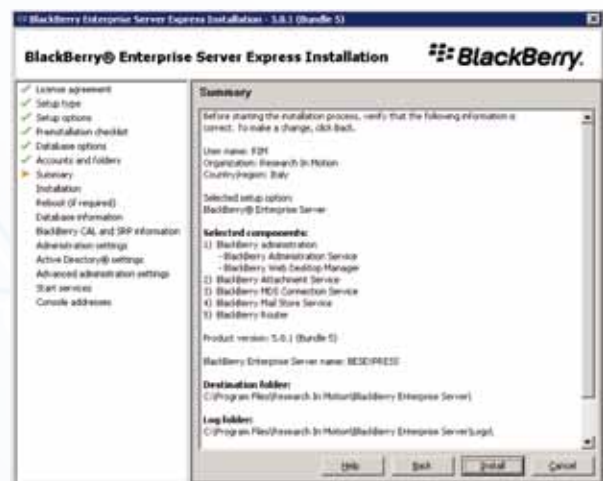 BlackBerry Enterprise Server Express Installation - 5.0.1 (Bundle 5)
BlackBerry® Enterprise Server Express Installation
BlackBerry.
License agreement
Setup type
Setup options
Preinstallation checklist
Database options
Accounts and folders
Summary
Installation
Reboot (if required)
Database information
BlackBerry CAL and SRP information
Administration settings
Active Directory® settings
Advanced administration settings
Start services
Console addresses
Summary
Before starting the installation process, verify that the following information is
correct. To make a change, click Back.
User name: RIM
Organization: Research In Motion
Country/region: Italy
Selected setup option:
BlackBerry® Enterprise Server
Selected components:
1) BlackBerry administration
-BlackBerry Administration Service
-BlackBerry Web Desktop Manager
2) BlackBerry Attachment Service
3) BlackBerry MDS Connection Service
4) BlackBerry Mail Store Service
5) BlackBerry Router
Product version: 5.0.1 (Bundle 5)
BlackBerry Enterprise Server name: BESEXPRESS
Destination folder:
C:\Program Files\Research In Motion\BlackBerry Enterprise Server\
Log folder:
C:\Program Files\Research In Motion\BlackBerry Enterprise Server\Logs\
Help
Back
Install
Cancel